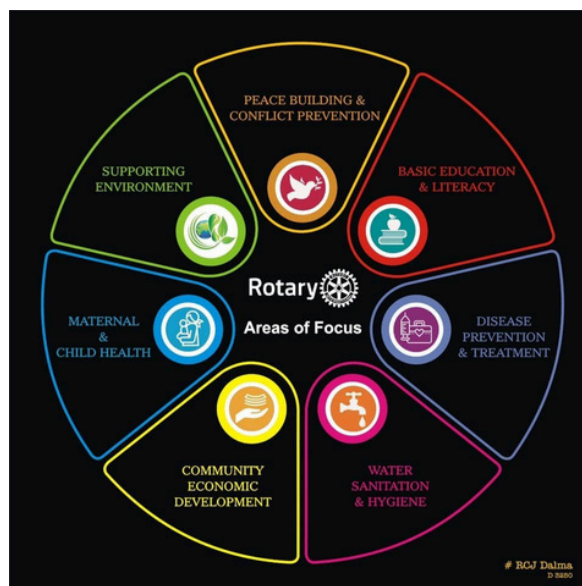 PEACE BUILDING &
CONFLICT PREVENTION
BASIC EDUCATION
& LITERACY
DISEASE
PREVENTION
& TREATMENT
WATER
SANITATION
& HYGIENE
COMMUNITY
ECONOMIC
DEVELOPMENT
MATERNAL
&
CHILD HEALTH
SUPPORTING
ENVIRONMENT
Rotary
Areas of Focus
# RCJ Dalma
D 3250